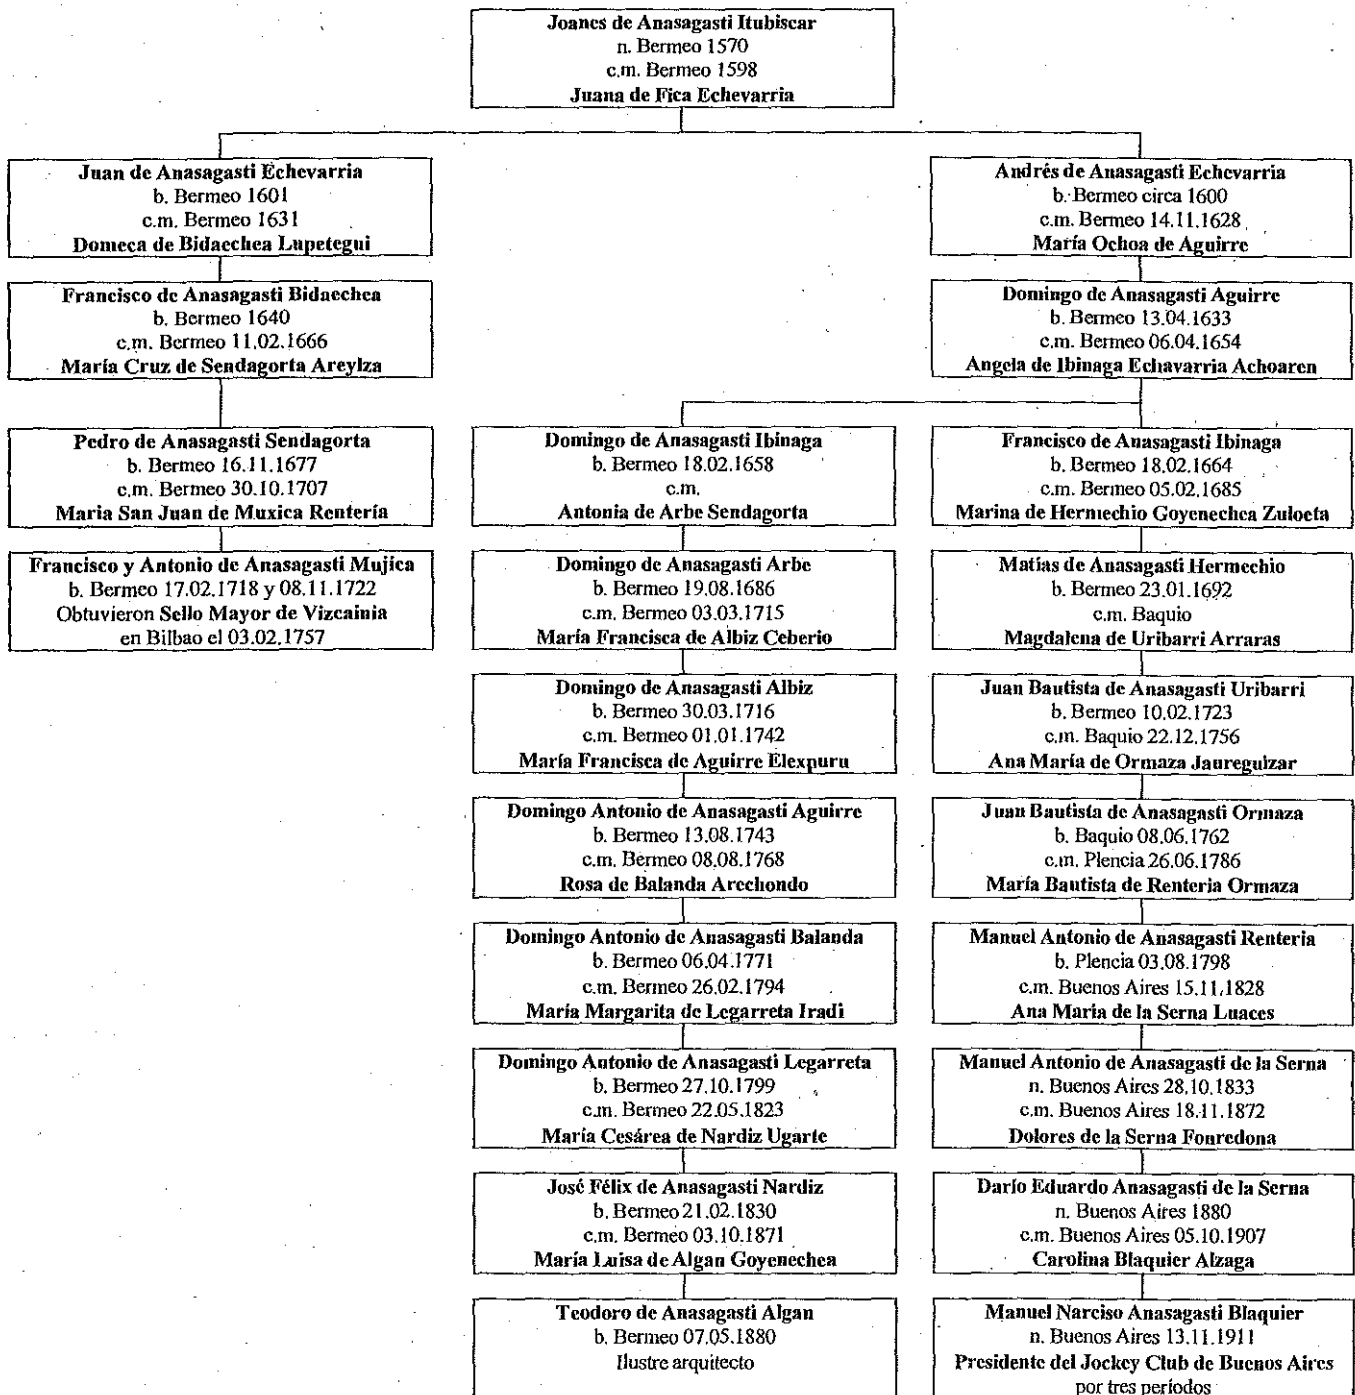 Joanes de Anasagasti Itubiscar
n. Bermeo 1570
c.m. Bermeo 1598
Juana de Fica Echevarria
Juan de Anasagasti Echevarria
b. Bermeo 1601
c.m. Bermeo 1631
Domeca de Bidaechea Lupetegui
Andrés de Anasagasti Echevarria
b. Bermeo circa 1600
c.m. Bermeo 14.11.1628
María Ochoa de Aguirre
Francisco de Anasagasti Bidaechea
b. Bermeo 1640
c.m. Bermeo 11.02.1666
María Cruz de Sendagorta Areylza
Domingo de Anasagasti Aguirre
b. Bermeo 13.04.1633
c.m. Bermeo 06.04.1654
Angela de Ibinaga Echavarria Achoaren
Pedro de Anasagasti Sendagorta
b. Bermeo 16.11.1677
c.m. Bermeo 30.10.1707
Maria San Juan de Muxica Rentería
Domingo de Anasagasti Ibinaga
b. Bermeo 18.02.1658
c.m.
Antonia de Arbe Sendagorta
Francisco de Anasagasti Ibinaga
b. Bermeo 18.02.1664
c.m. Bermeo 05.02.1685
Marina de Hermechio Goyenechea Zuloeta
Francisco y Antonio de Anasagasti Mujica
b. Bermeo 17.02.1718 y 08.11.1722
Obtuvieron Sello Mayor de Vizcainia
en Bilbao el 03.02.1757
Domingo de Anasagasti Arbe
b. Bermeo 19.08.1686
c.m. Bermeo 03.03.1715
María Francisca de Albiz Ceberio
Matías de Anasagasti Hermechio
b. Bermeo 23.01.1692
c.m. Baquio
Magdalena de Uribarri Arraras
Domingo de Anasagasti Albiz
b. Bermeo 30.03.1716
c.m. Bermeo 01.01.1742
María Francisca de Aguirre Elexpuru
Juan Bautista de Anasagasti Uribarri
b. Bermeo 10.02.1723
c.m. Baquio 22.12.1756
Ana María de Ormaza Jaureguizar
Domingo Antonio de Anasagasti Aguirre
b. Bermeo 13.08.1743
c.m. Bermeo 08.08.1768
Rosa de Balanda Arechondo
Juan Bautista de Anasagasti Ormaza
b. Baquio 08.06.1762
c.m. Plencia 26.06.1786
María Bautista de Renteria Ormaza
Domingo Antonio de Anasagasti Balanda
b. Bermeo 06.04.1771
c.m. Bermeo 26.02.1794
María Margarita de Legarreta Iradi
Manuel Antonio de Anasagasti Renteria
b. Plencia 03.08.1798
c.m. Buenos Aires 15.11.1828
Ana Maria de la Serna Luaces
Domingo Antonio de Anasagasti Legarreta
b. Bermeo 27.10.1799
c.m. Bermeo 22.05.1823
María Cesárea de Nardiz Ugarte
Manuel Antonio de Anasagasti de la Serna
n. Buenos Aires 28.10.1833
c.m. Buenos Aires 18.11.1872
Dolores de la Serna Fonredona
José Félix de Anasagasti Nardiz
b. Bermeo 21.02.1830
c.m. Bermeo 03.10.1871
María Luisa de Algan Goyenechea
Darío Eduardo Anasagasti de la Serna
n. Buenos Aires 1880
c.m. Buenos Aires 05.10.1907
Carolina Blaquier Alzaga
Teodoro de Anasagasti Algan
b. Bermeo 07.05.1880
Ilustre arquitecto
Manuel Narciso Anasagasti Blaquier
n. Buenos Aires 13.11.1911
Presidente del Jockey Club de Buenos Aires
por tres períodos